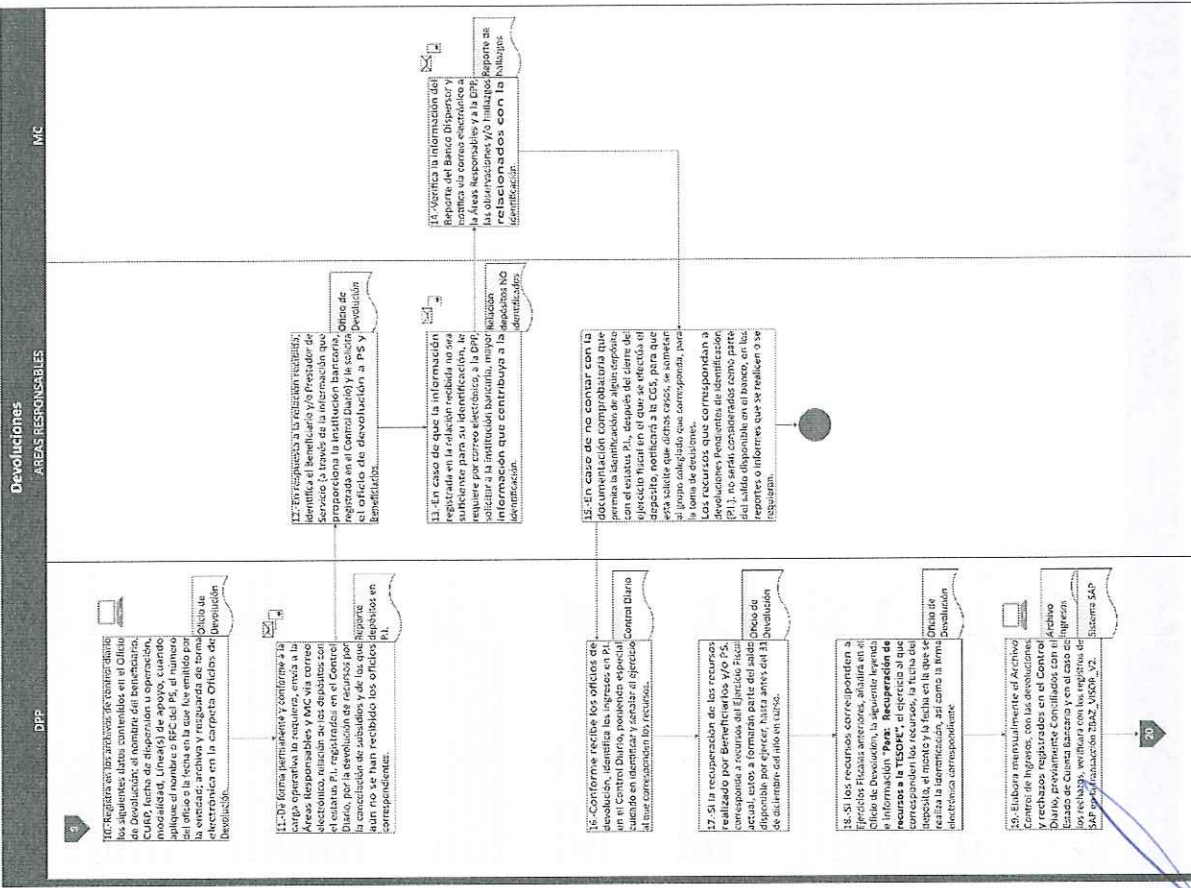 Devoluciones
DPP
AREAS RESPONSABLES
MC
9
10.-Registra en los archivos de control diario
los siguientes datos contenidos en el Oficio
de Devolución: el nombre del beneficiario,
CURP, fecha de dispersión u operación,
modalidad, Línea(s) de apoyo, cuando
aplique el nombre o RFC del PS, el número
del oficio o la fecha en la que fue emitido por
la entidad; archiva y resguarda de forma
electrónica en la carpeta Oficios de
Devolución.
Oficio de
Devolución
11.-De forma permanente y conforme a la
carga operativa la requiera, envía a la
Áreas Responsables y MC vía correo
electrónico, relación de los depósitos con
el estatus P.I. registrados en el Control
Diario, por la devolución de recursos por
la cancelación de subsidios y de los que
aún no se han recibido los oficios
correspondientes.
Reporte
depósitos en
P.I.
12.-En respuesta a la relación recibida,
identifica el Beneficiario y/o Prestador de
Servicio (a través de la información que
proporciona la institución bancaria,
registrada en el Control Diario) y le solicita
el oficio de devolución a PS y
Beneficiarios.
Oficio de
Devolución
13.-En caso de que la información
registrada en la relación recibida no sea
suficiente para su identificación, le
requiere por correo electrónico, a la DPP,
solicitar a la institución bancaria, mayor
información que contribuya a la
identificación.
Relación
depósitos NO
identificados
14.-Verifica la información del
Reporte del Banco Dispersor y
notifica vía correo electrónico a
la Áreas Responsables y a la DPP,
las observaciones y/o hallazgos
relacionados con la
identificación.
Reporte de
hallazgos
15.-En caso de no contar con la
documentación comprobatoria que
permita la identificación de algún depósito
con el estatus P.I., después del cierre del
ejercicio fiscal en el que se efectúa el
depósito, notificará a la CGS, para que
esta solicite que dichos casos, se sometan
al grupo colegiado que corresponda, para
la toma de decisiones.
Los recursos que correspondan a
devoluciones Pendientes de Identificación
(P.I.), no serán consideradas como parte
del saldo disponible en el banco, en los
reportes o informes que se realicen o se
requieran.
16.-Conforme recibe los oficios de
devolución, identifica los ingresos en P.I.
en el Control Diario, poniendo especial
cuidado en identificar y señalar el ejercicio
al que corresponden los recursos.
Control Diario
17.-Si la recuperación de los recursos
realizado por Beneficiarios y/o PS,
corresponde a recursos del Ejercicio Fiscal
actual, estos a formarán parte del saldo
disponible por ejercer, hasta antes del 31
de diciembre del año en curso.
Oficio de
Devolución
18.-Si los recursos corresponden a
Ejercicios Fiscales anteriores, añadirá en el
Oficio de Devolución, la siguiente leyenda
e información "Para: Recuperación de
recursos a la TESOFE", el ejercicio al que
corresponden los recursos, la fecha del
depósito, el monto y la fecha en la que se
realiza la identificación, así como la firma
electrónica correspondiente
Oficio de
Devolución
19.-Elabora mensualmente el Archivo
Control de Ingresos, con las devoluciones
y rechazos registrados en el Control
Diario, previamente Conciliados con el
Estado de Cuenta Bancaria y en el caso de
los rechazos, verificara con los registros de
SAP en la transacción ZBAZ_VISOR_V2.
Archivo
Ingresos
Sistema SAP
20